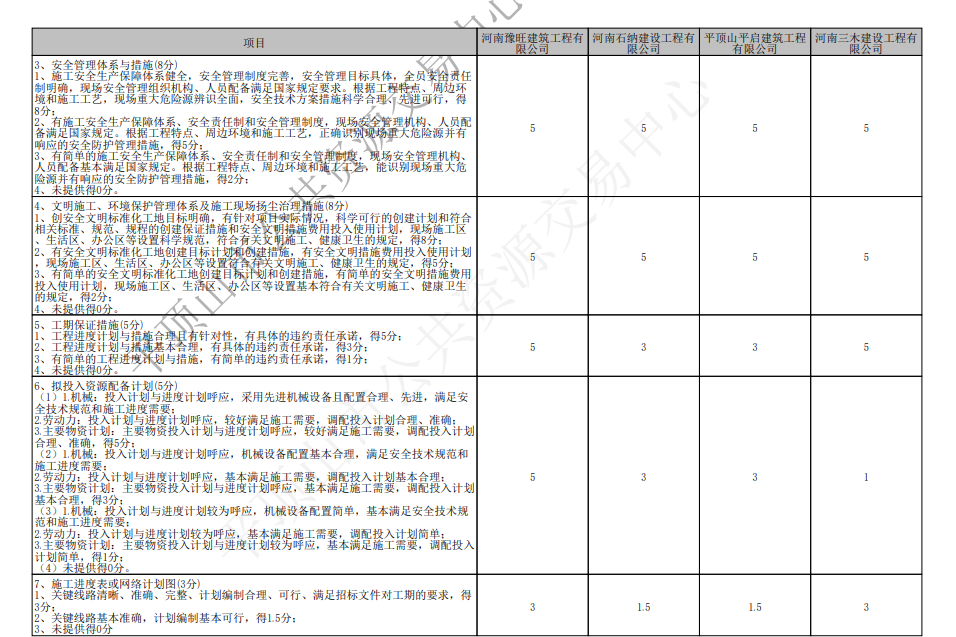 项目
河南豫旺建筑工程有
限公司
河南石纳建设工程有
限公司
平顶山平启建筑工程
有限公司
河南三木建设工程有
限公司
3、安全管理体系与措施(8分)
1、施工安全生产保障体系健全，安全管理制度完善，安全管理目标具体，全员安全责任
制明确，现场安全管理组织机构、人员配备满足国家规定要求。根据工程特点、周边环
境和施工工艺，现场重大危险源辨识全面，安全技术方案措施科学合理、先进可行，得
8分；
2、有施工安全生产保障体系、安全责任制和安全管理制度，现场安全管理机构、人员配
备满足国家规定。根据工程特点、周边环境和施工工艺，正确识别现场重大危险源并有
响应的安全防护管理措施，得5分；
3、有简单的施工安全生产保障体系、安全责任制和安全管理制度，现场安全管理机构、
人员配备基本满足国家规定。根据工程特点、周边环境和施工工艺，能识别现场重大危
险源并有响应的安全防护管理措施，得2分；
4、未提供得0分。
5
5
5
5
4、文明施工、环境保护管理体系及施工现场扬尘治理措施(8分)
1、创安全文明标准化工地目标明确，有针对项目实际情况，科学可行的创建计划和符合
相关标准、规范、规程的创建保证措施和安全文明措施费用投入使用计划，现场施工区
、生活区、办公区等设置科学规范，符合有关文明施工、健康卫生的规定，得8分；
2、有安全文明标准化工地创建目标计划和创建措施，有安全文明措施费用投入使用计划
，现场施工区、生活区、办公区等设置符合有关文明施工、健康卫生的规定，得5分；
3、有简单的安全文明标准化工地创建目标计划和创建措施，有简单的安全文明措施费用
投入使用计划，现场施工区、生活区、办公区等设置基本符合有关文明施工、健康卫生
的规定，得2分；
4、未提供得0分。
5
5
5
5
5、工期保证措施(5分)
1、工程进度计划与措施合理且有针对性，有具体的违约责任承诺，得5分；
2、工程进度计划与措施基本合理，有具体的违约责任承诺，得3分；
3、有简单的工程进度计划与措施，有简单的违约责任承诺，得1分；
4、未提供得0分。
5
3
3
5
6、拟投入资源配备计划(5分)
（1）1.机械：投入计划与进度计划呼应，采用先进机械设备且配置合理、先进，满足安
全技术规范和施工进度需要；
2.劳动力：投入计划与进度计划呼应，较好满足施工需要，调配投入计划合理、准确；
3.主要物资计划：主要物资投入计划与进度计划呼应，较好满足施工需要，调配投入计划
合理、准确，得5分；
（2）1.机械：投入计划与进度计划呼应，机械设备配置基本合理，满足安全技术规范和
施工进度需要；
2.劳动力：投入计划与进度计划呼应，基本满足施工需要，调配投入计划基本合理；
3.主要物资计划：主要物资投入计划与进度计划呼应，基本满足施工需要，调配投入计划
基本合理，得3分；
（3）1.机械：投入计划与进度计划较为呼应，机械设备配置简单，基本满足安全技术规
范和施工进度需要；
2.劳动力：投入计划与进度计划较为呼应，基本满足施工需要，调配投入计划简单；
3.主要物资计划：主要物资投入计划与进度计划较为呼应，基本满足施工需要，调配投入
计划简单，得1分；
（4）未提供得0分。
5
3
3
1
7、施工进度表或网络计划图(3分)
1、关键线路清晰、准确、完整、计划编制合理、可行、满足招标文件对工期的要求，得
3分；
2、关键线路基本准确，计划编制基本可行，得1.5分；
3、未提供得0分
3
1.5
1.5
3
平顶山市公共资源交易中心
平顶山市公共资源交易中心